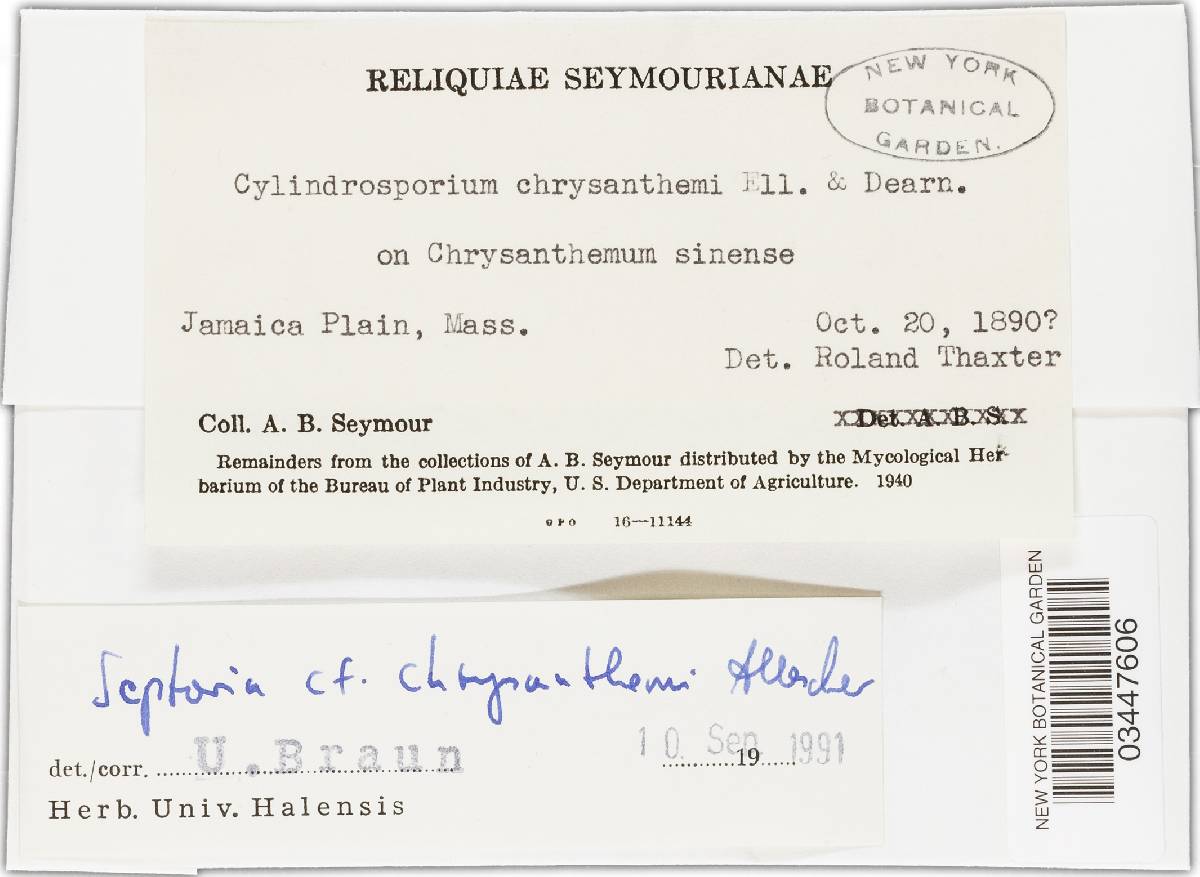 RELIQUIAE SEYMOURIANAE
NEW YORK
BOTANICAL
GARDEN.
Cylindrosporium chrysanthemi Ell. & Dearn.
on Chrysanthemum sinense
Jamaica Plain, Mass.
Oct. 20, 1890?
Det. Roland Thaxter
Coll. A. B. Seymour
Det. A. B. S.
Remainders from the collections of A. B. Seymour distributed by the Mycological Her-
barium of the Bureau of Plant Industry, U. S. Department of Agriculture. 1940
GPO 16—11144
Septoria cf. chrysanthemi Allescher
det./corr. U. Braun
10. Sep. 19 1991
Herb. Univ. Halensis
NEW YORK BOTANICAL GARDEN
03447606